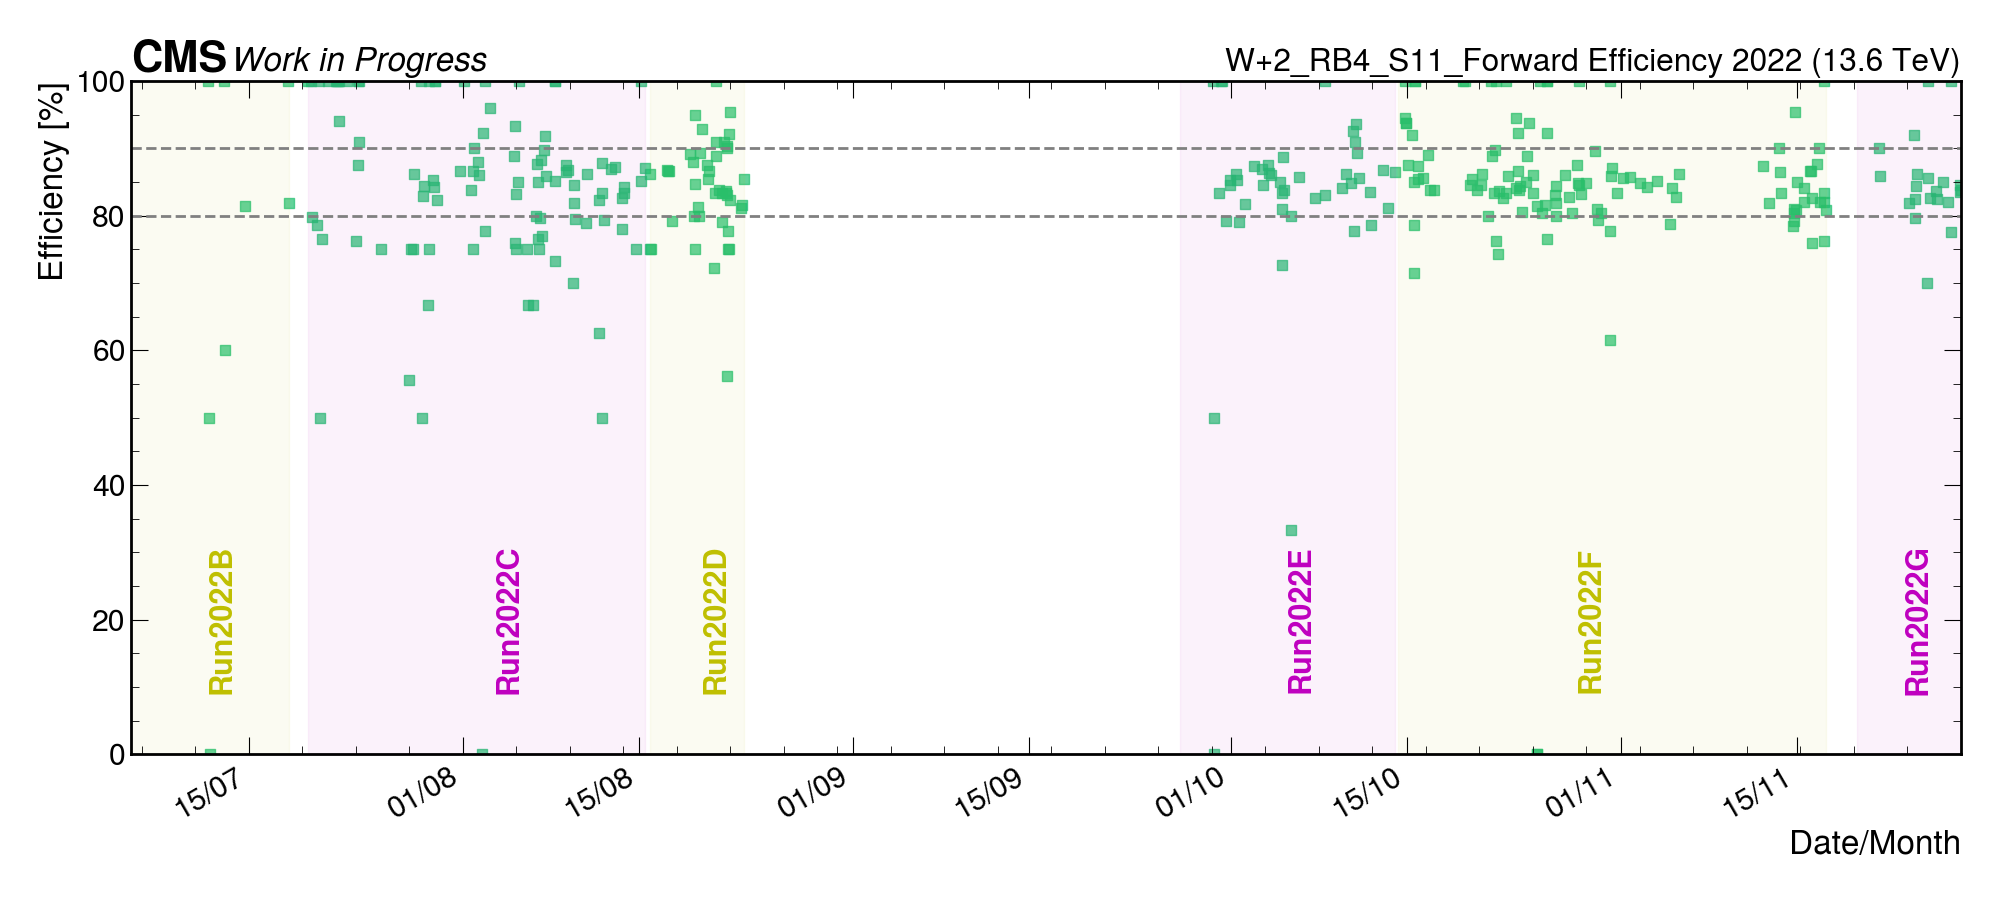 CMS Work in Progress
W+2_RB4_S11_Forward Efficiency 2022 (13.6 TeV)
Efficiency [%]
100
80
60
40
20
0
Run2022B
Run2022C
Run2022D
Run2022E
Run2022F
Run2022G
15/07
01/08
15/08
01/09
15/09
01/10
15/10
01/11
15/11
Date/Month